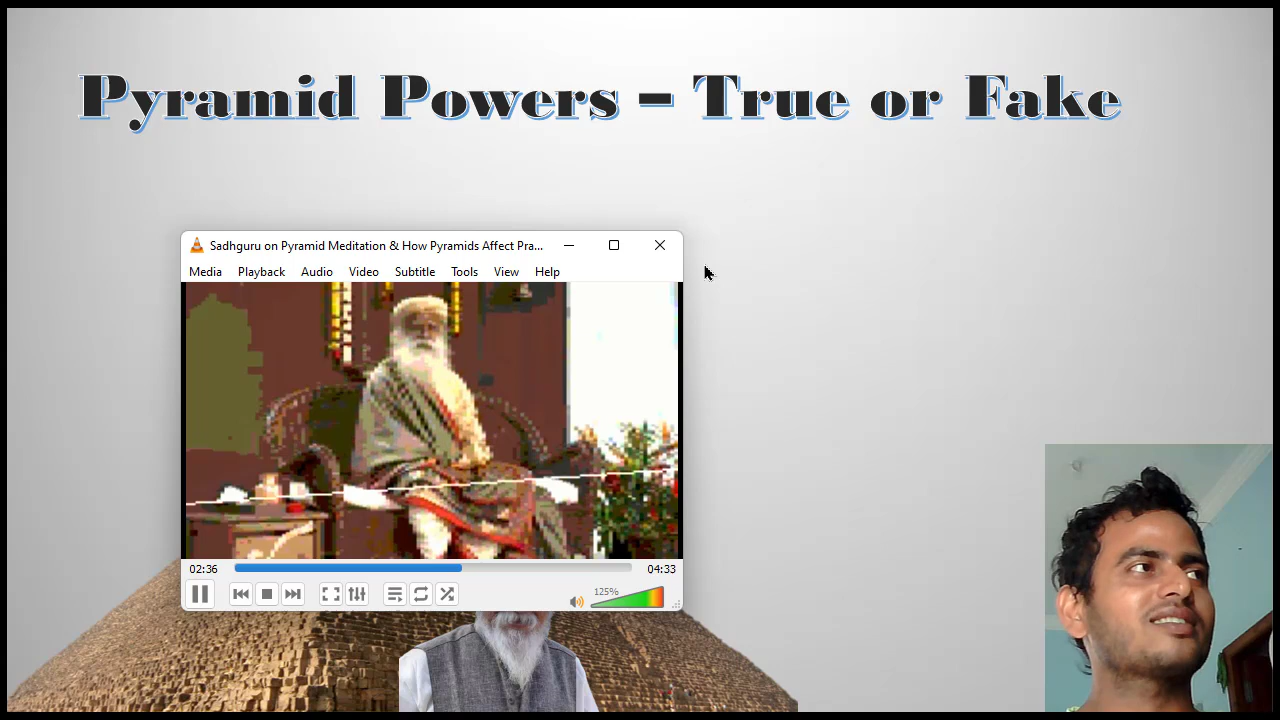 Pyramid Powers – True or Fake
Sadhguru on Pyramid Meditation & How Pyramids Affect Pra...
Media Playback Audio Video Subtitle Tools View Help
02:36 04:33
125%